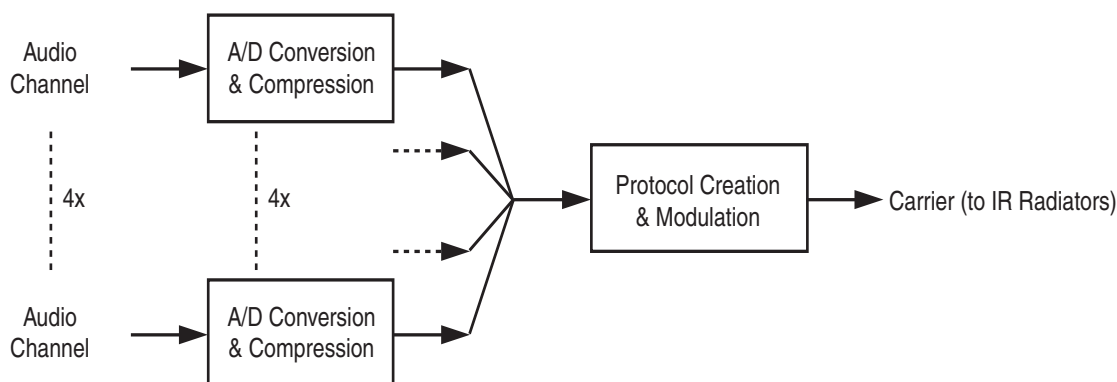 Audio
Channel
A/D Conversion
& Compression
4x
4x
Protocol Creation
& Modulation
Carrier (to IR Radiators)
Audio
Channel
A/D Conversion
& Compression